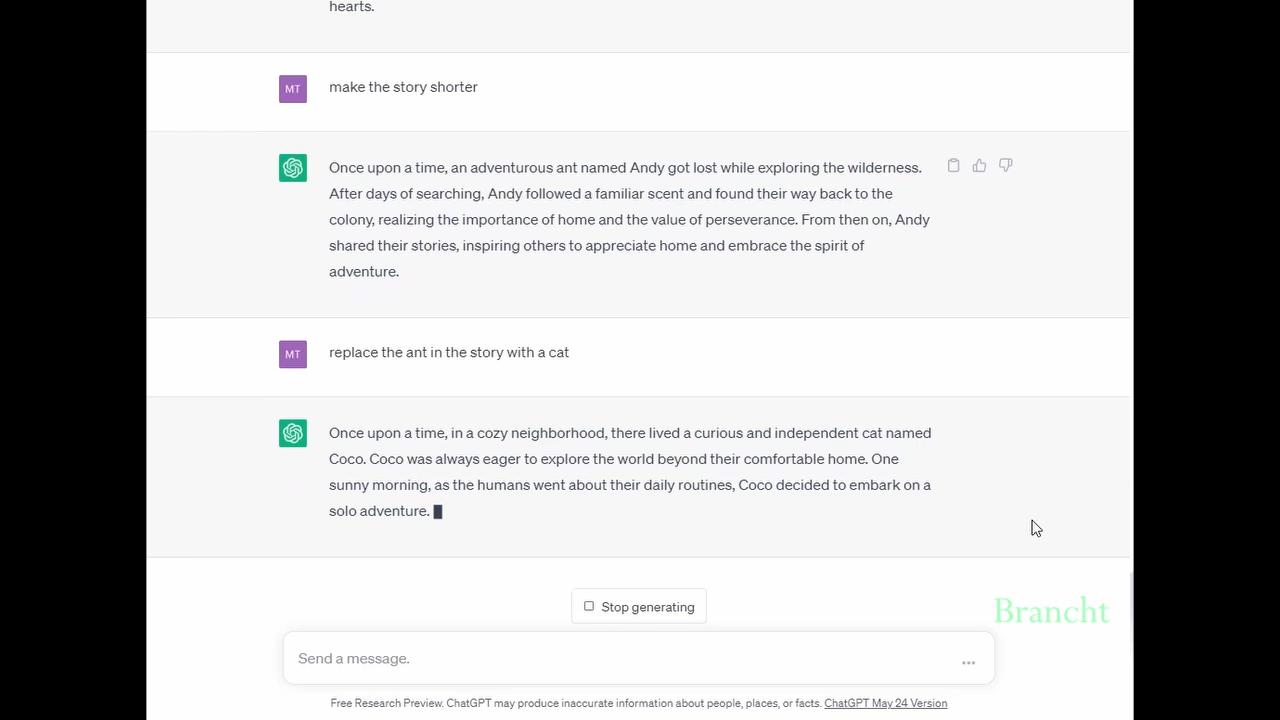 hearts.
MT
make the story shorter
Once upon a time, an adventurous ant named Andy got lost while exploring the wilderness.
After days of searching, Andy followed a familiar scent and found their way back to the
colony, realizing the importance of home and the value of perseverance. From then on, Andy
shared their stories, inspiring others to appreciate home and embrace the spirit of
adventure.
MT
replace the ant in the story with a cat
Once upon a time, in a cozy neighborhood, there lived a curious and independent cat named
Coco. Coco was always eager to explore the world beyond their comfortable home. One
sunny morning, as the humans went about their daily routines, Coco decided to embark on a
solo adventure.
Stop generating
Brancht
Send a message.
Free Research Preview. ChatGPT may produce inaccurate information about people, places, or facts. ChatGPT May 24 Version